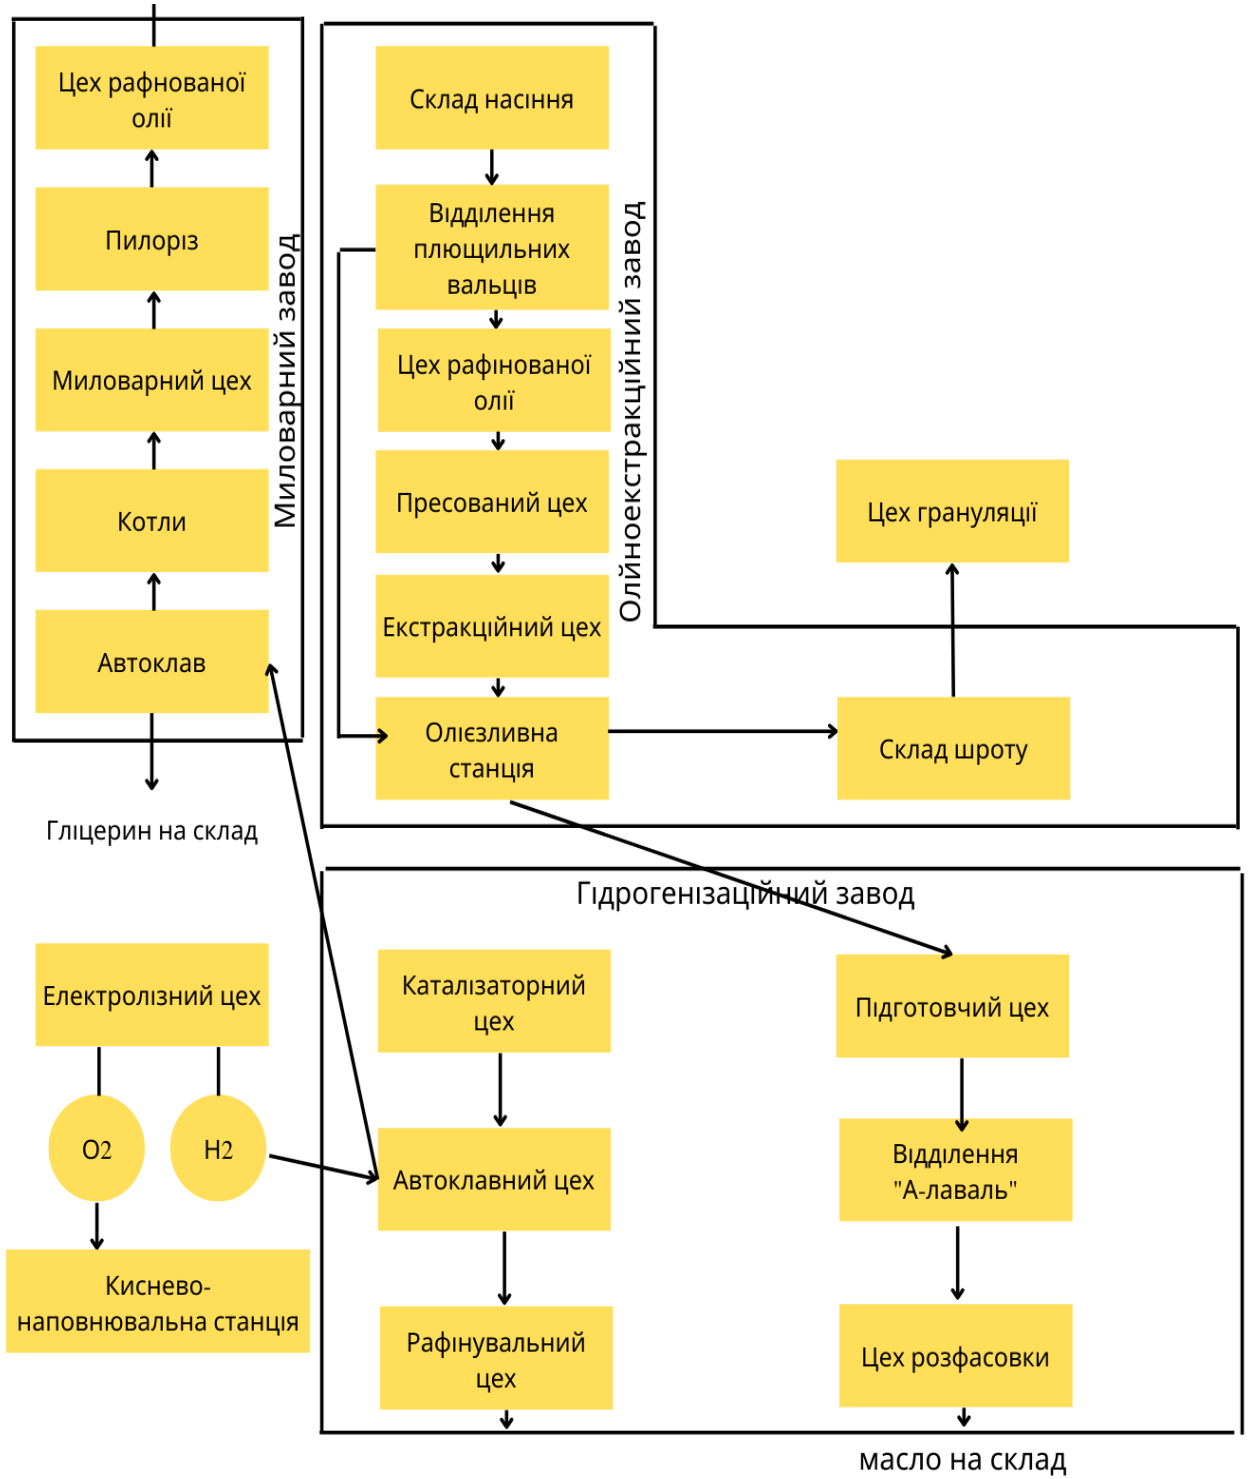 Цех рафнованої
олії
Пилоріз
Миловарний цех
Котли
Автоклав
Миловарний завод
Гліцерин на склад
Склад насіння
Відділення
плющильних
вальців
Цех рафінованої
олії
Пресований цех
Екстракційний цех
Олієзливна
станція
Олійноекстракційний завод
Цех грануляції
Склад шроту
Гідрогенізаційний завод
Електролізний цех
О2
Н2
Киснево-
наповнювальна станція
Каталізаторний
цех
Автоклавний цех
Рафінувальний
цех
Підготовчий цех
Відділення
"А-лаваль"
Цех розфасовки
масло на склад